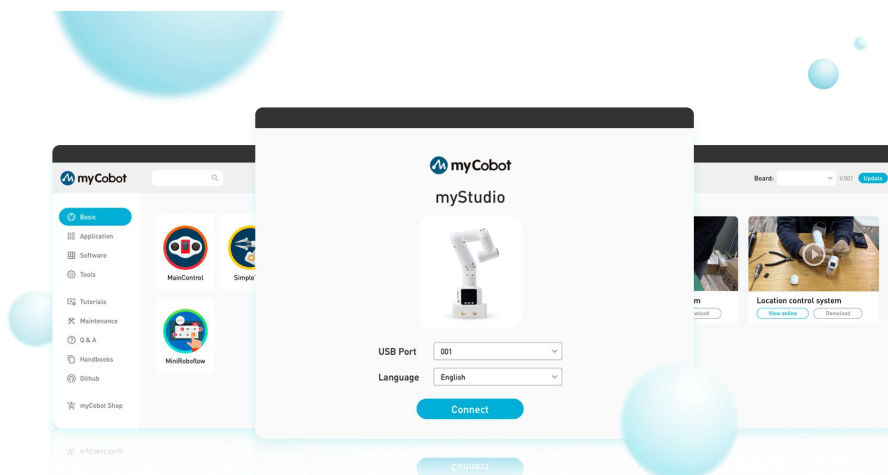 myCobot
Basic
Application
Software
Tools
Tutorials
Maintenance
Q & A
Handbooks
Github
myCobot Shop
MainControl
MiniRoboflow
myCobot
myStudio
USB Port 001
Language English
Connect
Board: V.001 Update
Location control system
View online Donwload